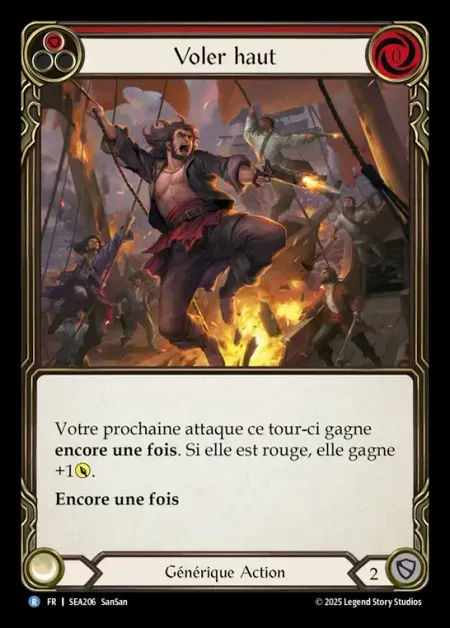 Voler haut
0
Votre prochaine attaque ce tour-ci gagne
encore une fois. Si elle est rouge, elle gagne
+1.
Encore une fois
Générique Action
2
R FR | SEA206 SanSan
© 2025 Legend Story Studios